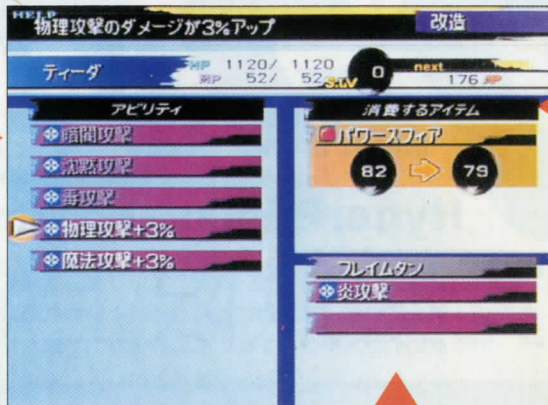 HELP
物理攻撃のダメージが3%アップ
改造
ティーダ
HP 1120/ 1120
MP 52/ 52
S.LV 0
next 176 AP
アビリティ
暗闇攻撃
沈黙攻撃
毒攻撃
物理攻撃+3%
魔法攻撃+3%
消費するアイテム
パワースフィア
82 79
フレイムタン
炎攻撃